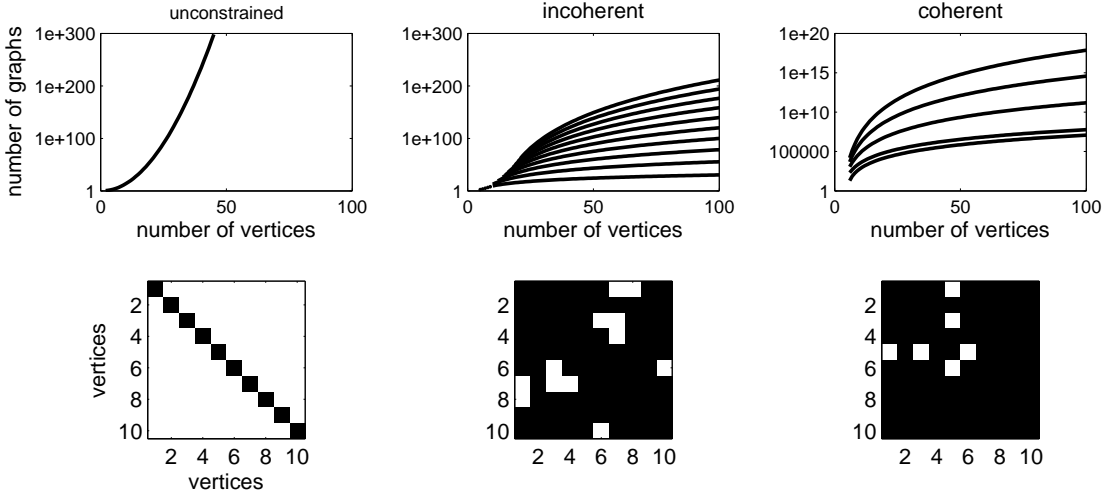 unconstrained
incoherent
coherent
number of graphs
1e+300
1e+200
1e+100
1
0
50
100
number of vertices
1e+300
1e+200
1e+100
1
0
50
100
number of vertices
1e+20
1e+15
1e+10
100000
1
0
50
100
number of vertices
vertices
2
4
6
8
10
2 4 6 8 10
vertices
2
4
6
8
10
2 4 6 8 10
2
4
6
8
10
2 4 6 8 10